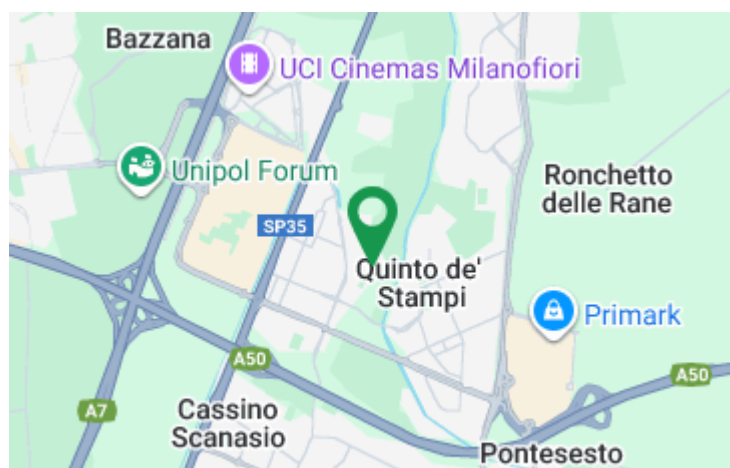 Bazzana
UCI Cinemas Milanofiori
Unipol Forum
Ronchetto
delle Rane
SP35
Quinto de'
Stampi
Primark
A50
A50
A7
Cassino
Scanasio
Pontesesto